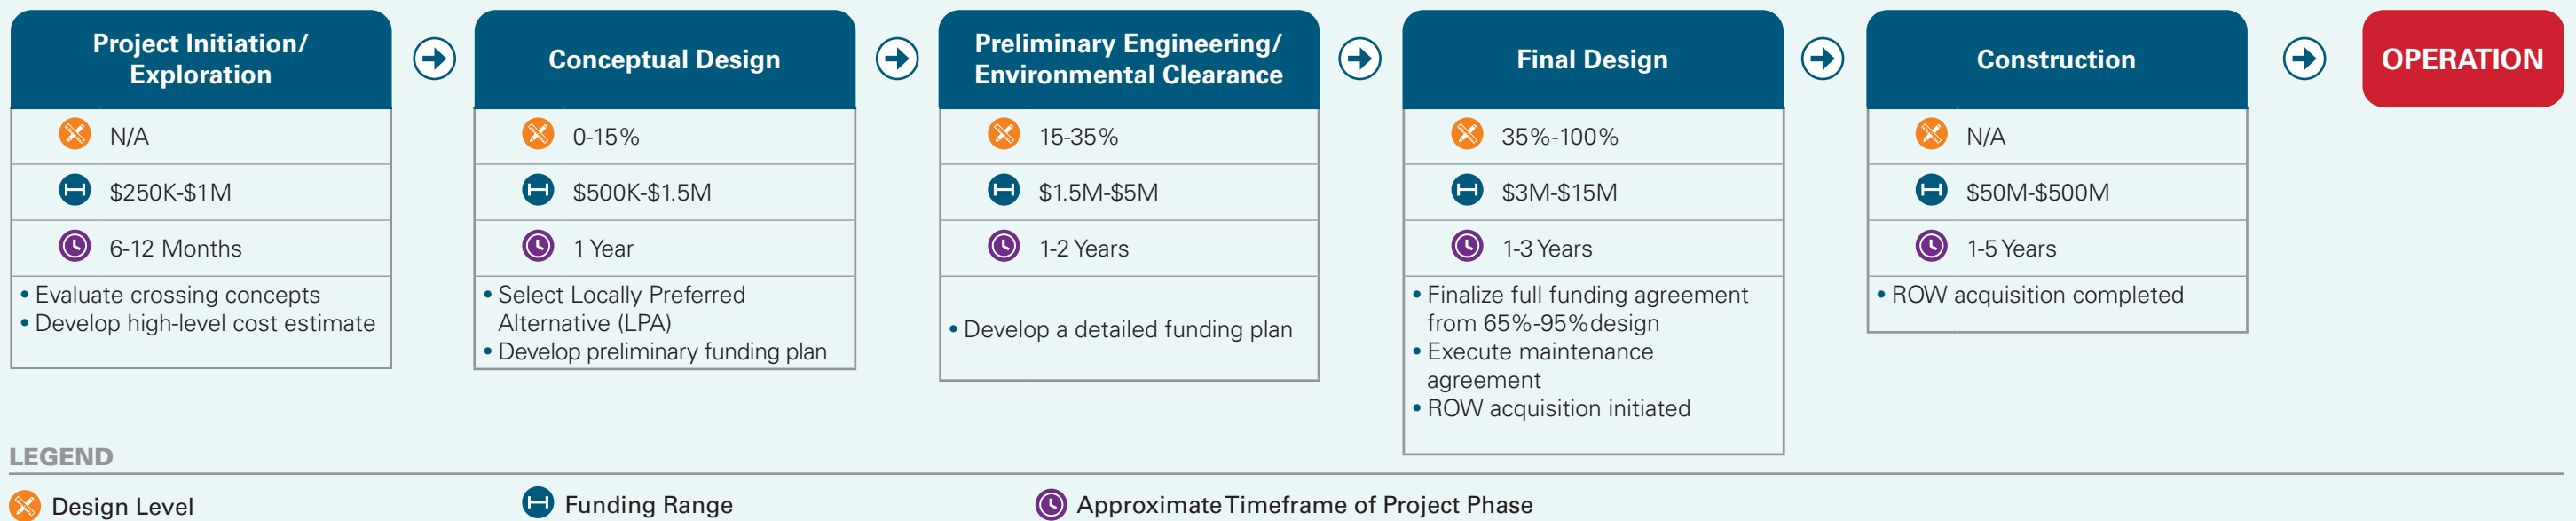 Project Initiation/
Exploration
N/A
$250K-$1M
6-12 Months
• Evaluate crossing concepts
• Develop high-level cost estimate
Conceptual Design
0-15%
$500K-$1.5M
1 Year
• Select Locally Preferred
Alternative (LPA)
• Develop preliminary funding plan
Preliminary Engineering/
Environmental Clearance
15-35%
$1.5M-$5M
1-2 Years
• Develop a detailed funding plan
Final Design
35%-100%
$3M-$15M
1-3 Years
• Finalize full funding agreement
from 65%-95%design
• Execute maintenance
agreement
• ROW acquisition initiated
Construction
N/A
$50M-$500M
1-5 Years
• ROW acquisition completed
OPERATION
LEGEND
Design Level
Funding Range
Approximate Timeframe of Project Phase